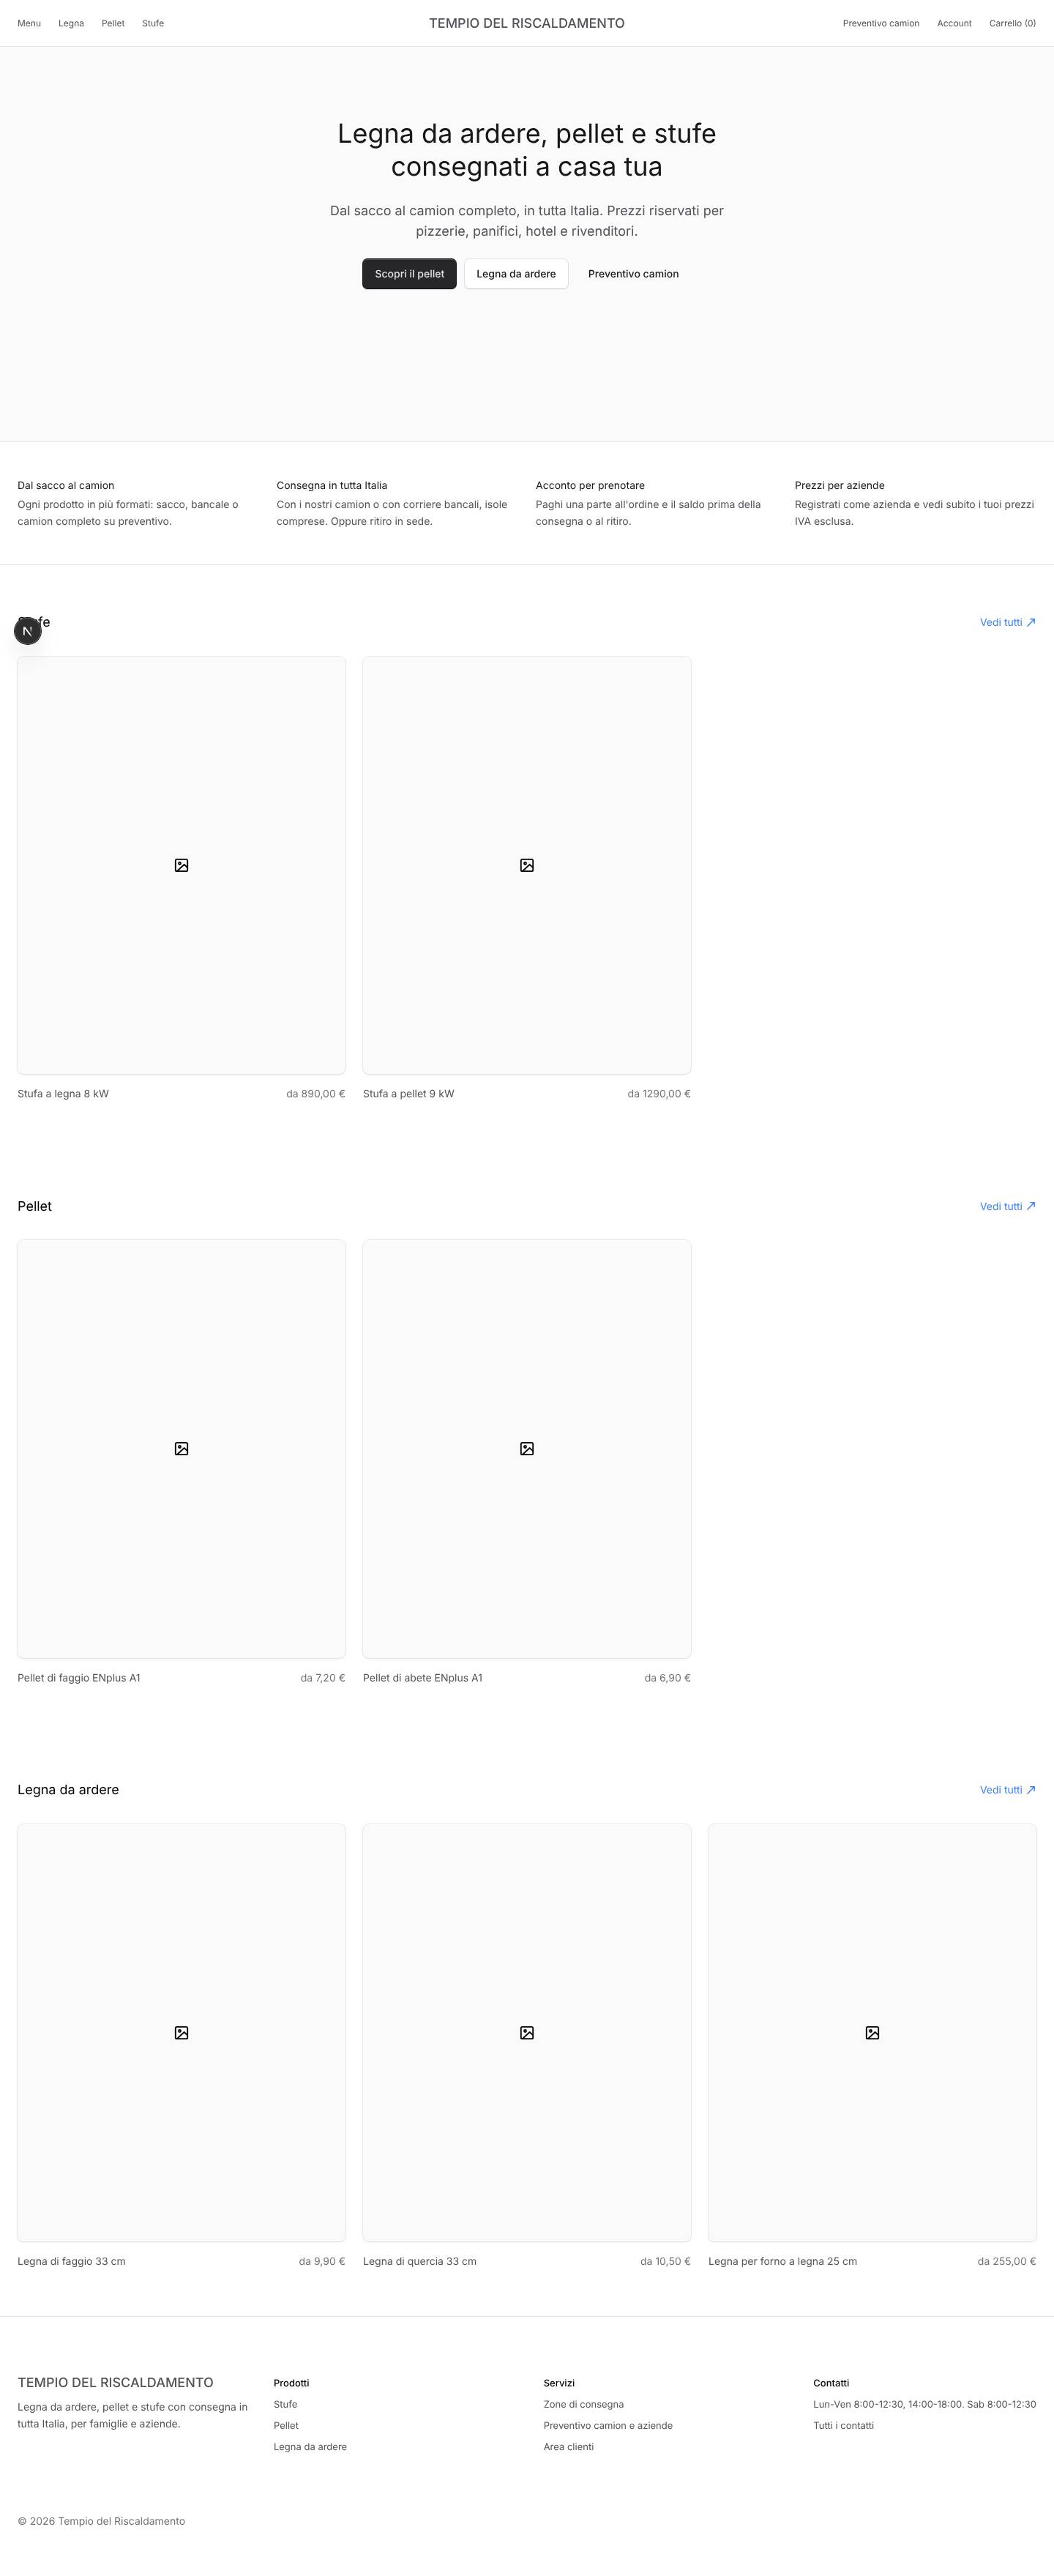 Menu Legna Pellet Stufe TEMPIO DEL RISCALDAMENTO Preventivo camion Account Carrello (0)
Legna da ardere, pellet e stufe
consegnati a casa tua
Dal sacco al camion completo, in tutta Italia. Prezzi riservati per
pizzerie, panifici, hotel e rivenditori.
Scopri il pellet Legna da ardere Preventivo camion
Dal sacco al camion
Ogni prodotto in più formati: sacco, bancale o
camion completo su preventivo.
Consegna in tutta Italia
Con i nostri camion o con corriere bancali, isole
comprese. Oppure ritiro in sede.
Acconto per prenotare
Paghi una parte all'ordine e il saldo prima della
consegna o al ritiro.
Prezzi per aziende
Registrati come azienda e vedi subito i tuoi prezzi
IVA esclusa.
Vedi tutti
Stufa a legna 8 kW da 890,00 €
Stufa a pellet 9 kW da 1290,00 €
Pellet Vedi tutti
Pellet di faggio ENplus A1 da 7,20 €
Pellet di abete ENplus A1 da 6,90 €
Legna da ardere Vedi tutti
Legna di faggio 33 cm da 9,90 €
Legna di quercia 33 cm da 10,50 €
Legna per forno a legna 25 cm da 255,00 €
TEMPIO DEL RISCALDAMENTO
Legna da ardere, pellet e stufe con consegna in
tutta Italia, per famiglie e aziende.
Prodotti
Stufe
Pellet
Legna da ardere
Servizi
Zone di consegna
Preventivo camion e aziende
Area clienti
Contatti
Lun-Ven 8:00-12:30, 14:00-18:00. Sab 8:00-12:30
Tutti i contatti
© 2026 Tempio del Riscaldamento